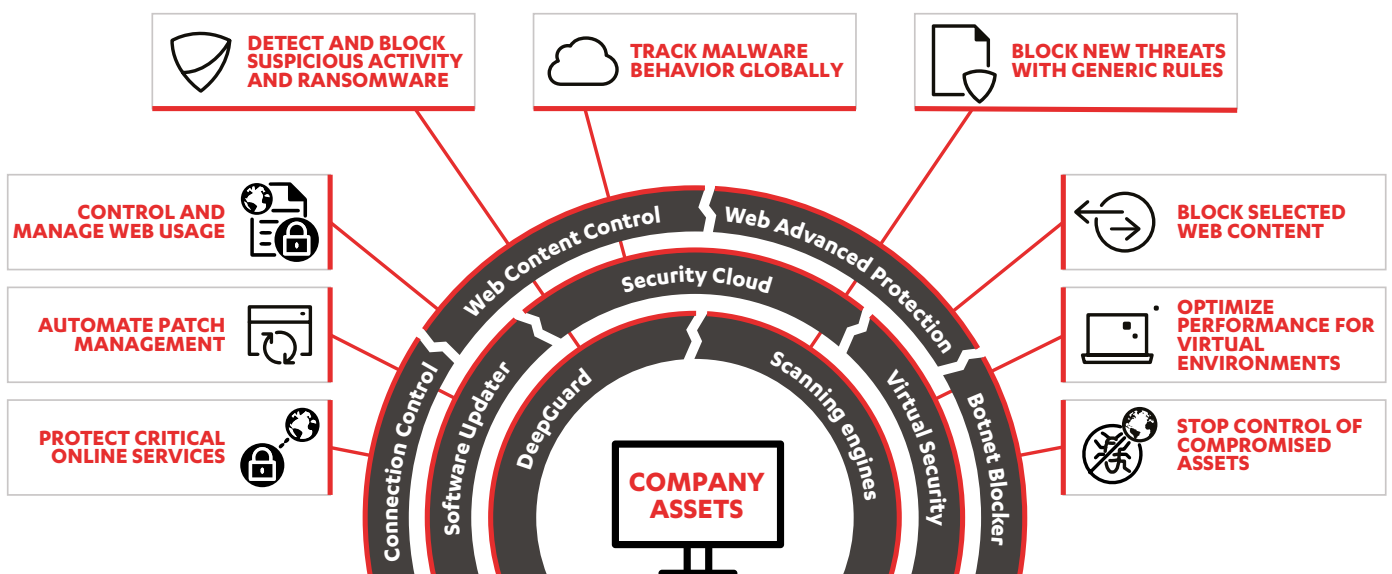 DETECT AND BLOCK
SUSPICIOUS ACTIVITY
AND RANSOMWARE
TRACK MALWARE
BEHAVIOR GLOBALLY
BLOCK NEW THREATS
WITH GENERIC RULES
CONTROL AND
MANAGE WEB USAGE
AUTOMATE PATCH
MANAGEMENT
PROTECT CRITICAL
ONLINE SERVICES
Connection Control
Web Content Control
Web Advanced Protection
Botnet Blocker
Software Updater
Security Cloud
Virtual Security
DeepGuard
Scanning engines
COMPANY
ASSETS
BLOCK SELECTED
WEB CONTENT
OPTIMIZE
PERFORMANCE FOR
VIRTUAL
ENVIRONMENTS
STOP CONTROL OF
COMPROMISED
ASSETS